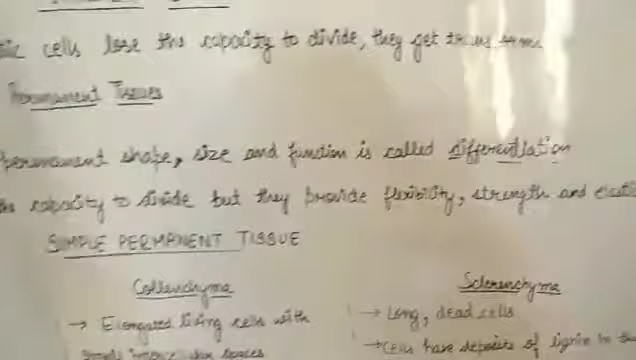 cells lose the capacity to divide, they get
Permanent Tissues
permanent shape, size and function is called differentiation
capacity to divide but they provide flexibility, strength and
SIMPLE PERMANENT TISSUE
Collenchyma
Sclerenchyma
→ Elongated living cells with
→ Long, dead cells
spaces
→ Cells have deposits of lignin in